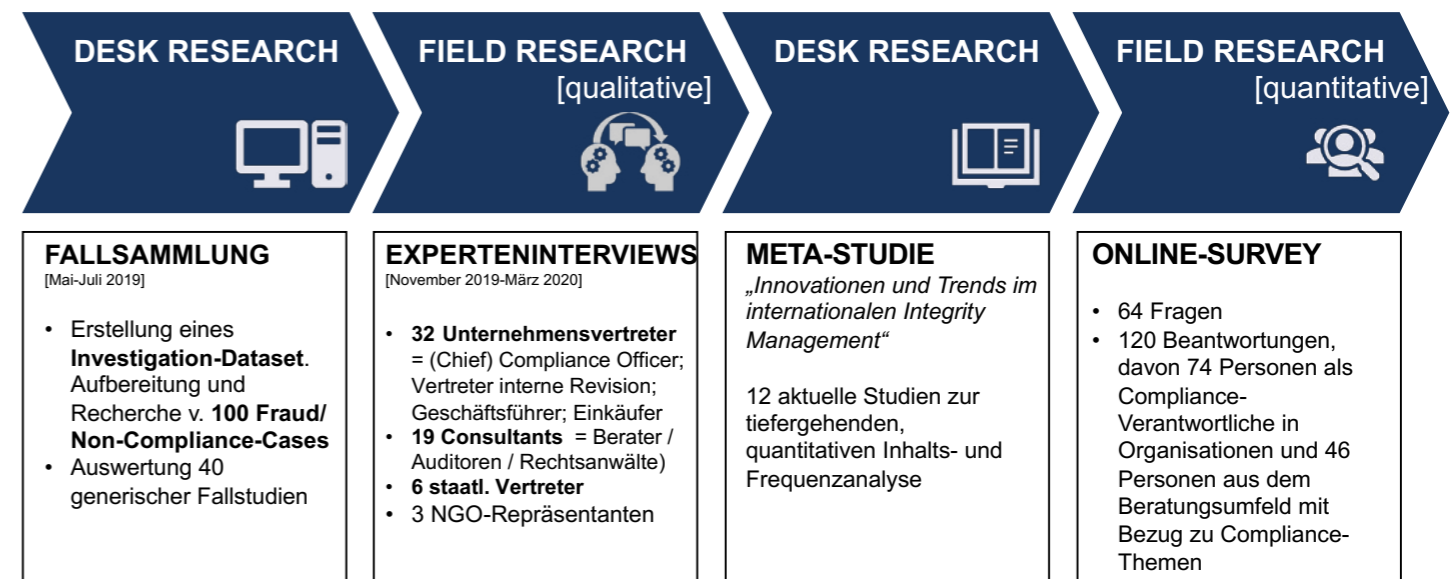 DESK RESEARCH
FIELD RESEARCH
[qualitative]
DESK RESEARCH
FIELD RESEARCH
[quantitative]
FALLSAMMLUNG
[Mai-Juli 2019]
• Erstellung eines
Investigation-Dataset.
Aufbereitung und
Recherche v. 100 Fraud/
Non-Compliance-Cases
• Auswertung 40
generischer Fallstudien
EXPERTENINTERVIEWS
[November 2019-März 2020]
• 32 Unternehmensvertreter
= (Chief) Compliance Officer;
Vertreter interne Revision;
Geschäftsführer; Einkäufer
• 19 Consultants = Berater /
Auditoren / Rechtsanwälte)
• 6 staatl. Vertreter
• 3 NGO-Repräsentanten
META-STUDIE
„Innovationen und Trends im
internationalen Integrity
Management“
12 aktuelle Studien zur
tiefergehenden,
quantitativen Inhalts- und
Frequenzanalyse
ONLINE-SURVEY
• 64 Fragen
• 120 Beantwortungen,
davon 74 Personen als
Compliance-
Verantwortliche in
Organisationen und 46
Personen aus dem
Beratungsumfeld mit
Bezug zu Compliance-
Themen